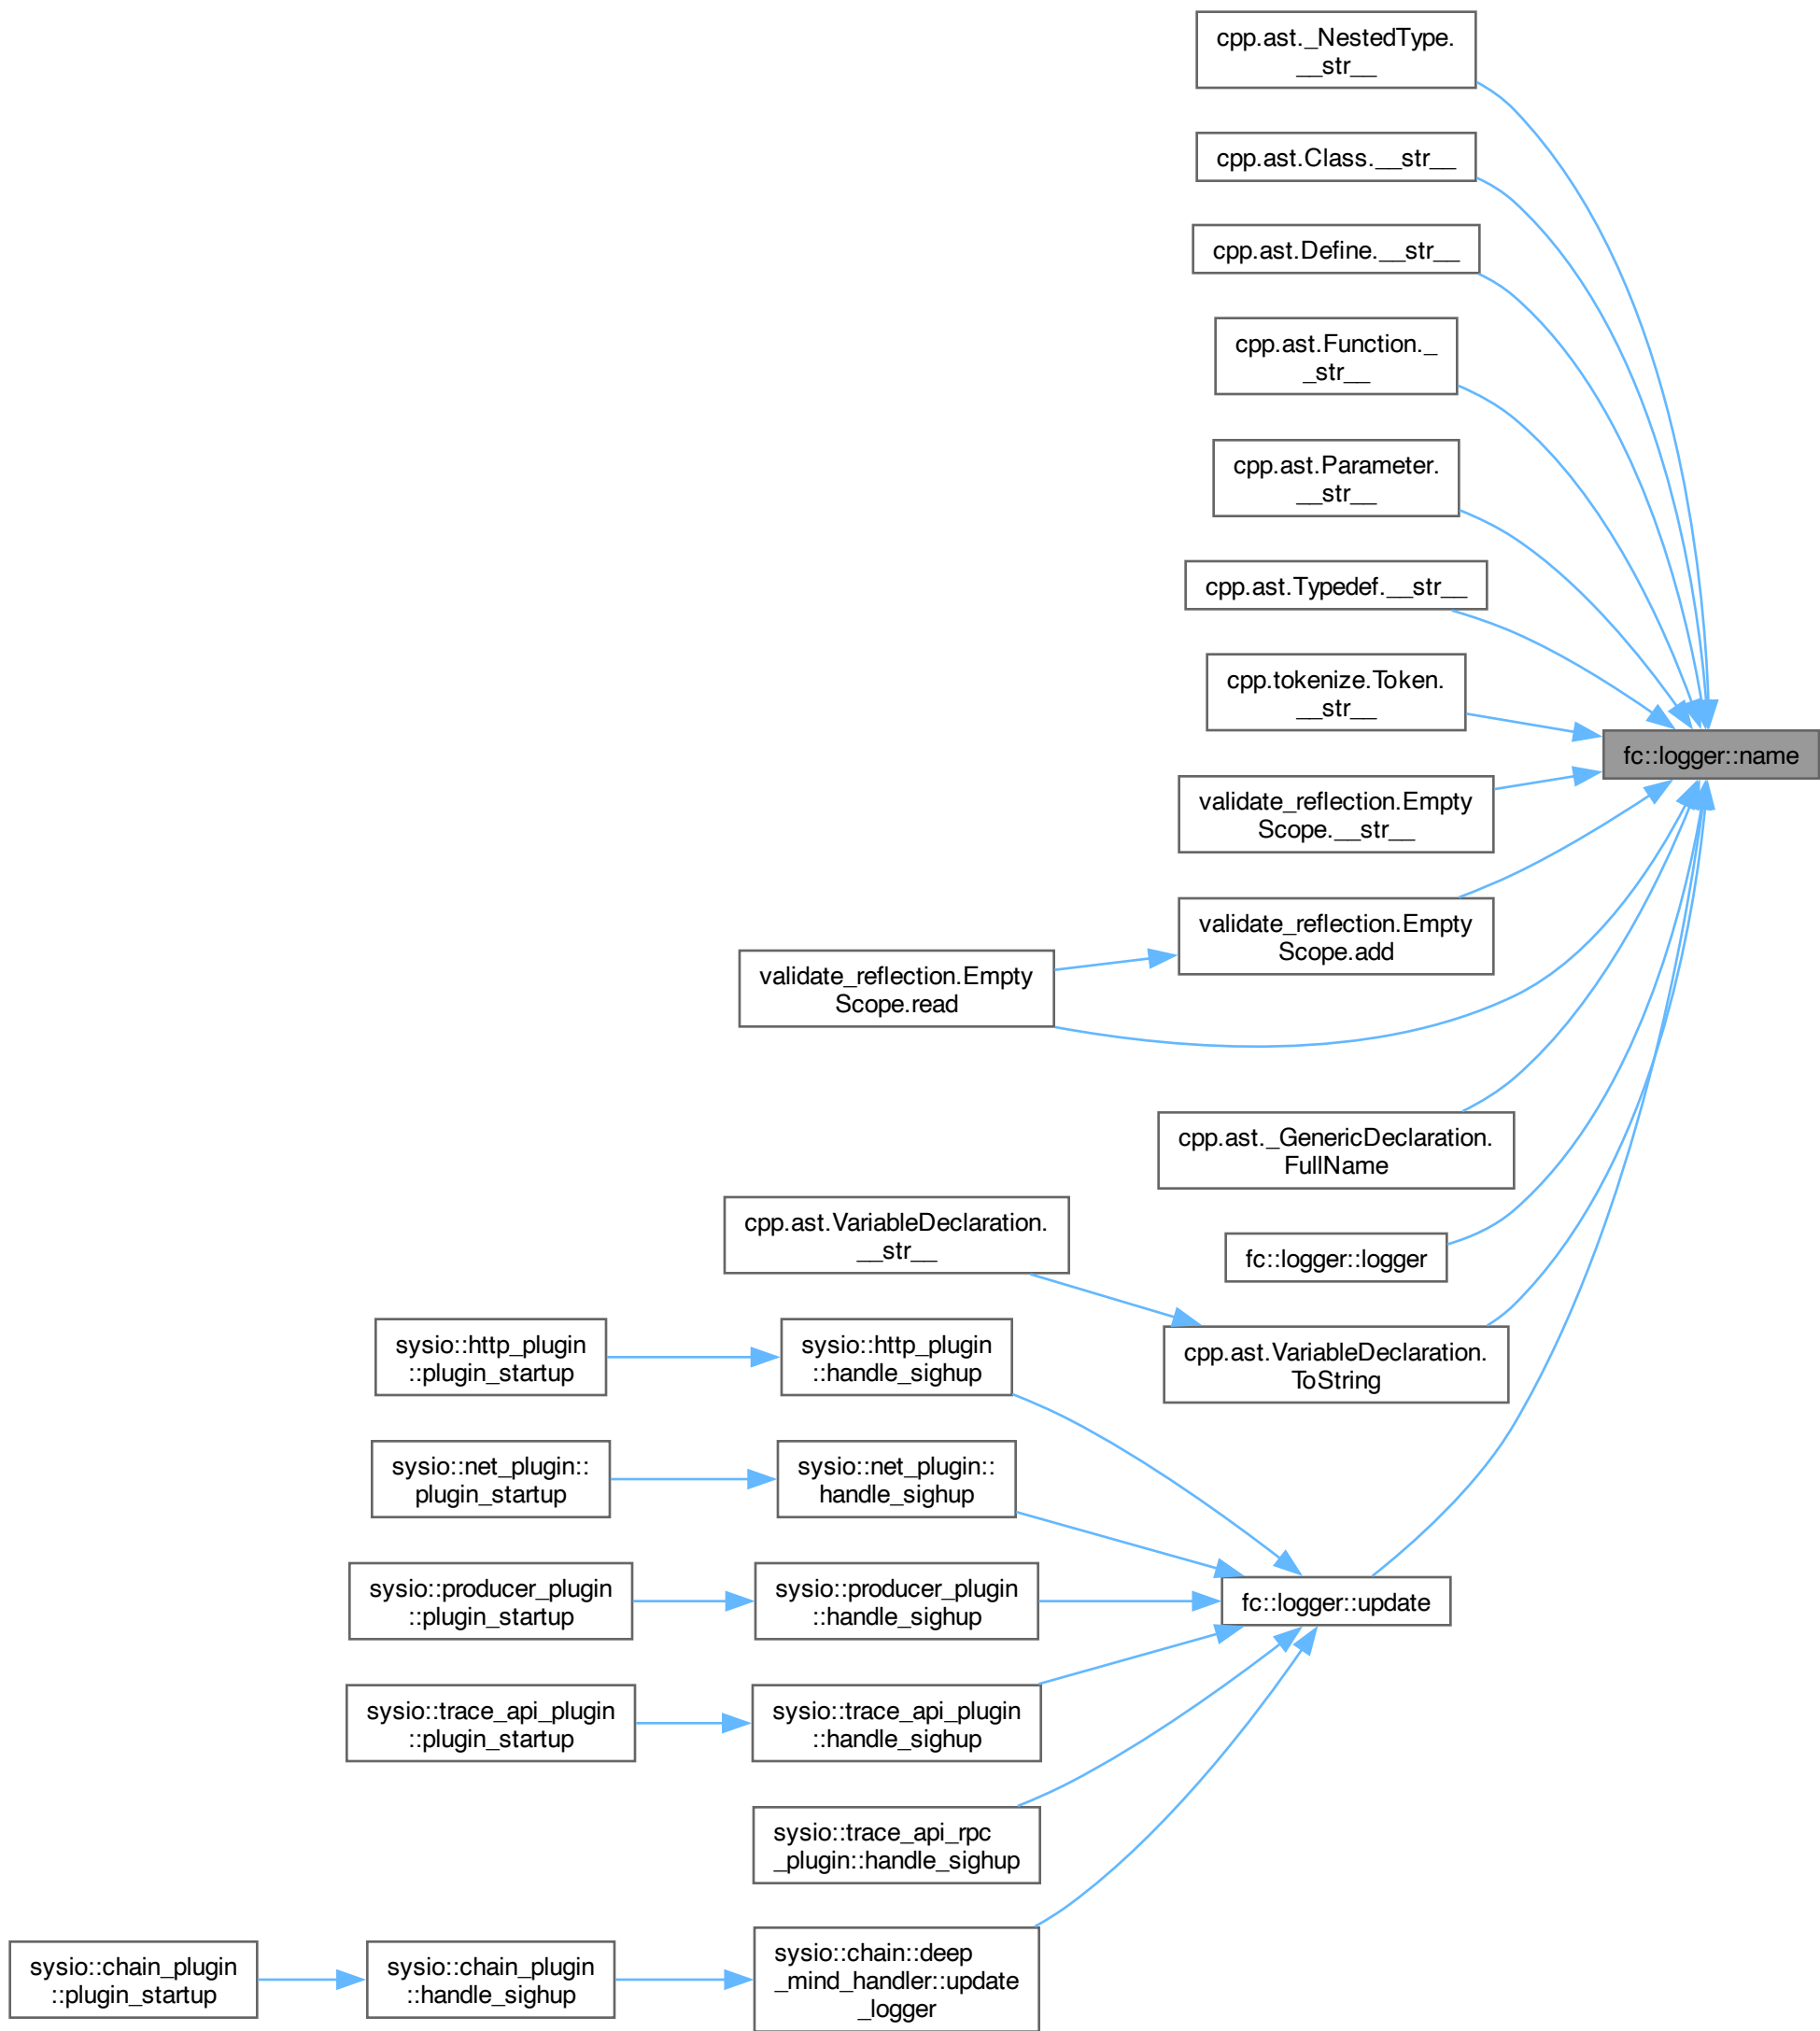 cpp.ast._NestedType.
__str__
cpp.ast.Class.__str__
cpp.ast.Define.__str__
cpp.ast.Function._
_str__
cpp.ast.Parameter.
__str__
cpp.ast.Typedef.__str__
cpp.tokenize.Token.
__str__
fc::logger::name
validate_reflection.Empty
Scope.__str__
validate_reflection.Empty
Scope.add
validate_reflection.Empty
Scope.read
cpp.ast._GenericDeclaration.
FullName
cpp.ast.VariableDeclaration.
__str__
fc::logger::logger
sysio::http_plugin
::plugin_startup
sysio::http_plugin
::handle_sighup
cpp.ast.VariableDeclaration.
ToString
sysio::net_plugin::
plugin_startup
sysio::net_plugin::
handle_sighup
sysio::producer_plugin
::plugin_startup
sysio::producer_plugin
::handle_sighup
fc::logger::update
sysio::trace_api_plugin
::plugin_startup
sysio::trace_api_plugin
::handle_sighup
sysio::trace_api_rpc
_plugin::handle_sighup
sysio::chain_plugin
::plugin_startup
sysio::chain_plugin
::handle_sighup
sysio::chain::deep
_mind_handler::update
_logger